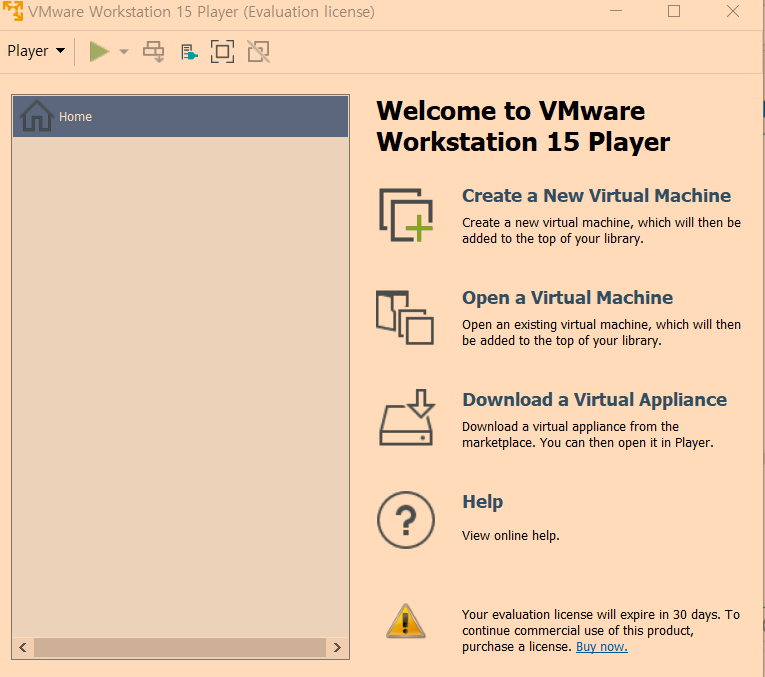 VMware Workstation 15 Player (Evaluation license)
Player
Home
Welcome to VMware
Workstation 15 Player
Create a New Virtual Machine
Create a new virtual machine, which will then be
added to the top of your library.
Open a Virtual Machine
Open an existing virtual machine, which will then
be added to the top of your library.
Download a Virtual Appliance
Download a virtual appliance from the
marketplace. You can then open it in Player.
Help
View online help.
Your evaluation license will expire in 30 days. To
continue commercial use of this product,
purchase a license. Buy now.